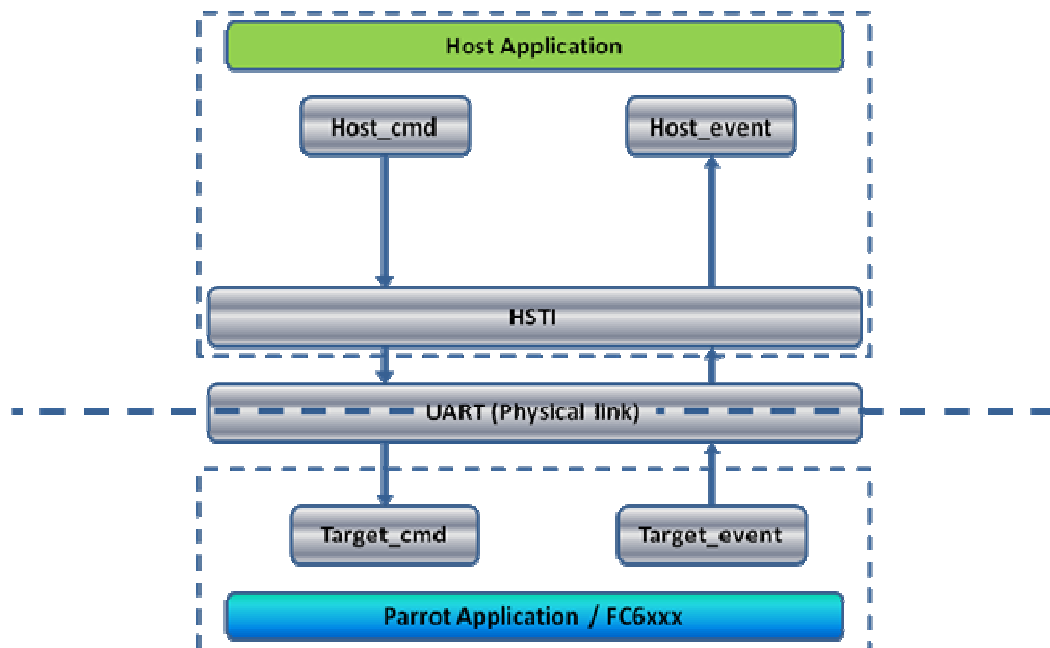 Host Application
Host_cmd
Host_event
HSTI
UART (Physical link)
Target_cmd
Target_event
Parrot Application / FC6xxx